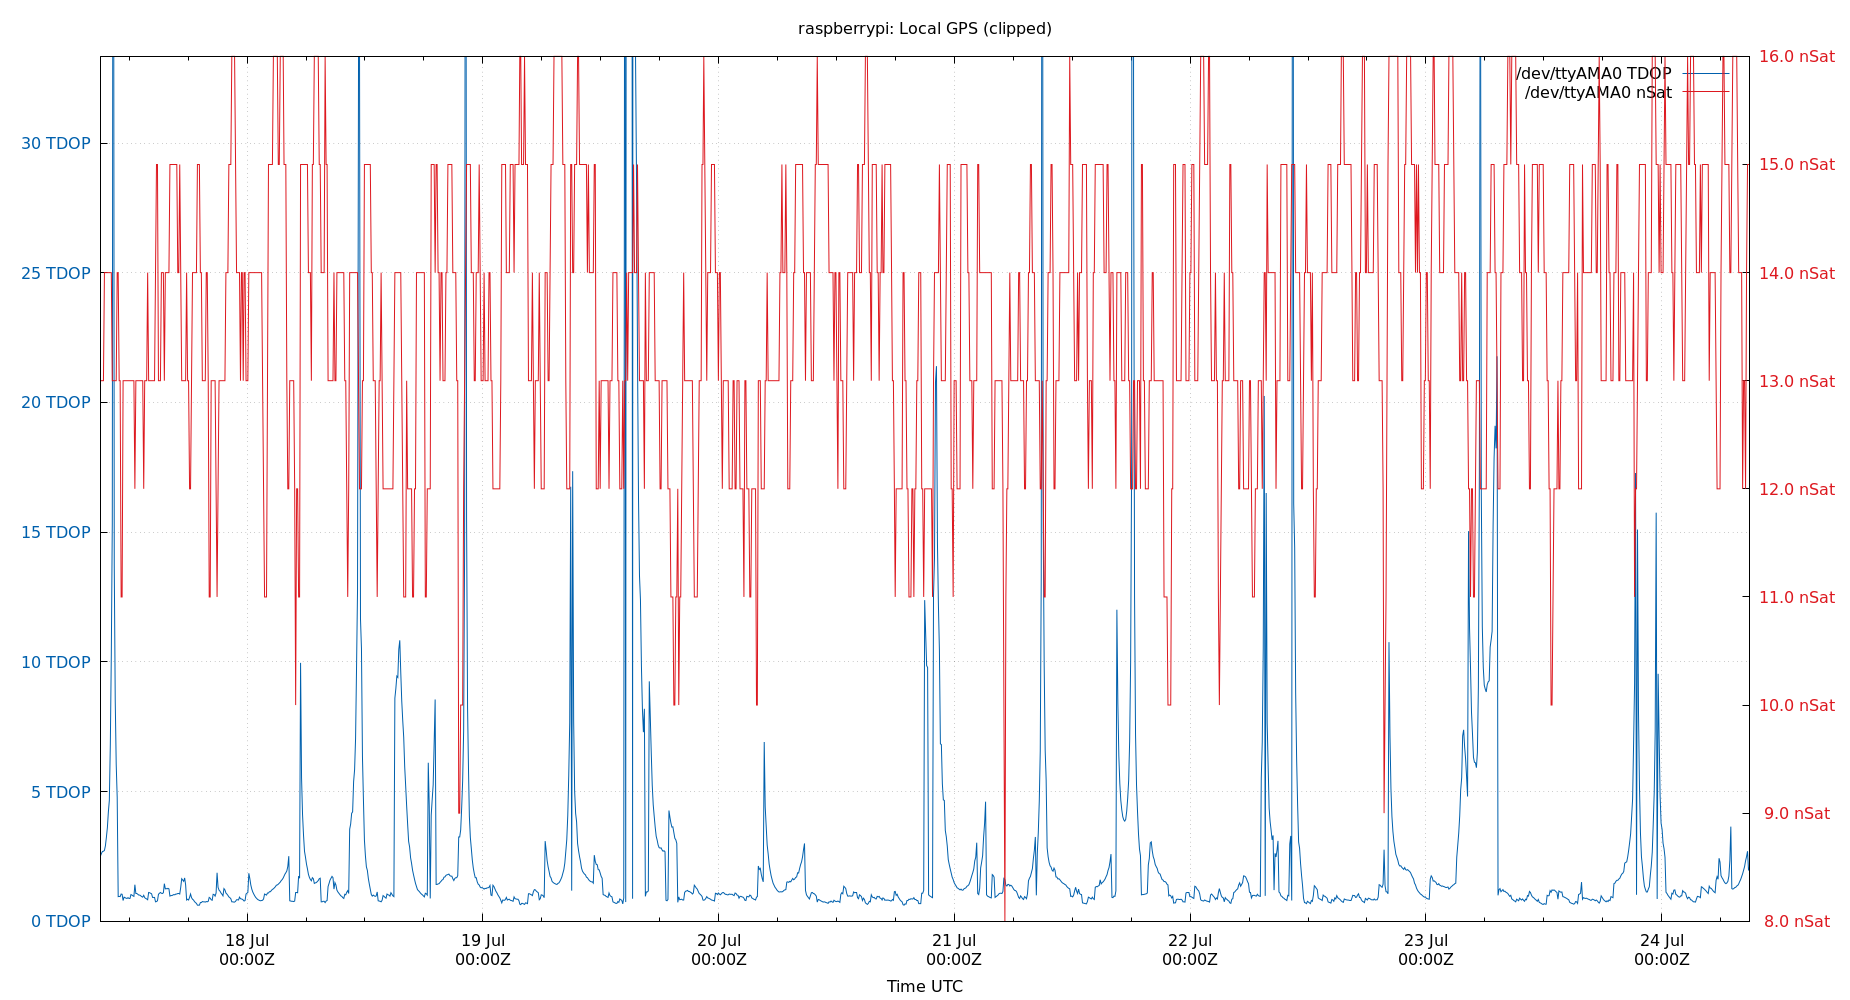 raspberrypi: Local GPS (clipped)
/dev/ttyAMA0 TDOP
/dev/ttyAMA0 nSat
30 TDOP
25 TDOP
20 TDOP
15 TDOP
10 TDOP
5 TDOP
0 TDOP
16.0 nSat
15.0 nSat
14.0 nSat
13.0 nSat
12.0 nSat
11.0 nSat
10.0 nSat
9.0 nSat
8.0 nSat
18 Jul
00:00Z
19 Jul
00:00Z
20 Jul
00:00Z
21 Jul
00:00Z
22 Jul
00:00Z
23 Jul
00:00Z
24 Jul
00:00Z
Time UTC